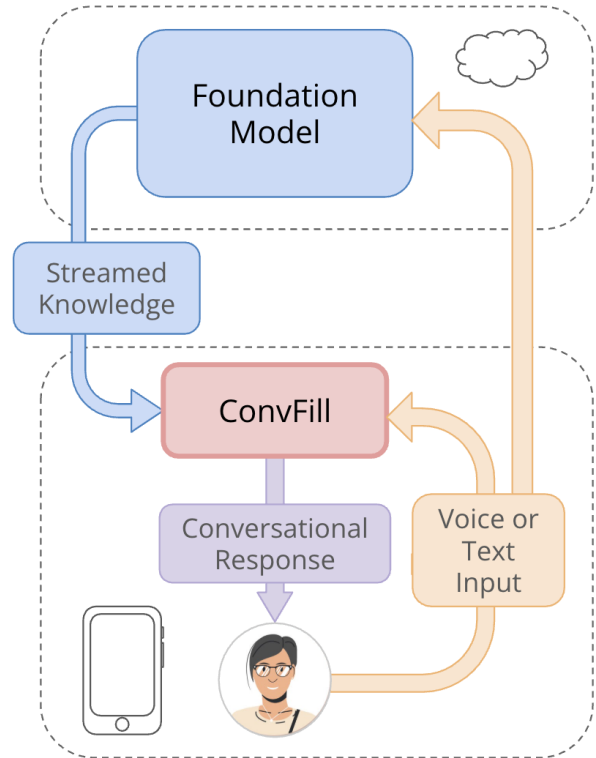 Foundation
Model
Streamed
Knowledge
ConvFill
Conversational
Response
Voice or
Text
Input